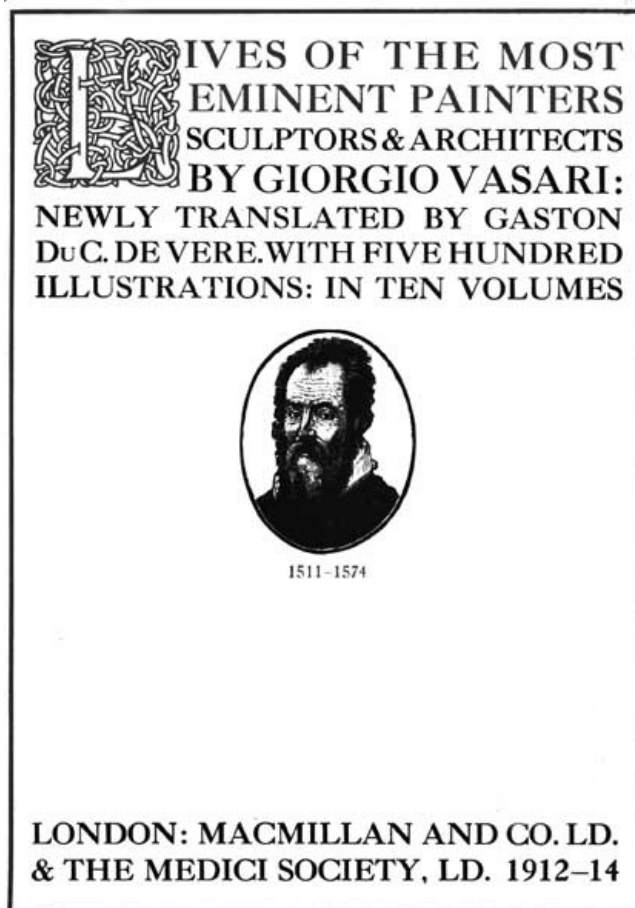 LIVES OF THE MOST
EMINENT PAINTERS
SCULPTORS & ARCHITECTS
BY GIORGIO VASARI:
NEWLY TRANSLATED BY GASTON
DU C. DE VERE. WITH FIVE HUNDRED
ILLUSTRATIONS: IN TEN VOLUMES
1511-1574
LONDON: MACMILLAN AND CO. LD.
& THE MEDICI SOCIETY, LD. 1912–14